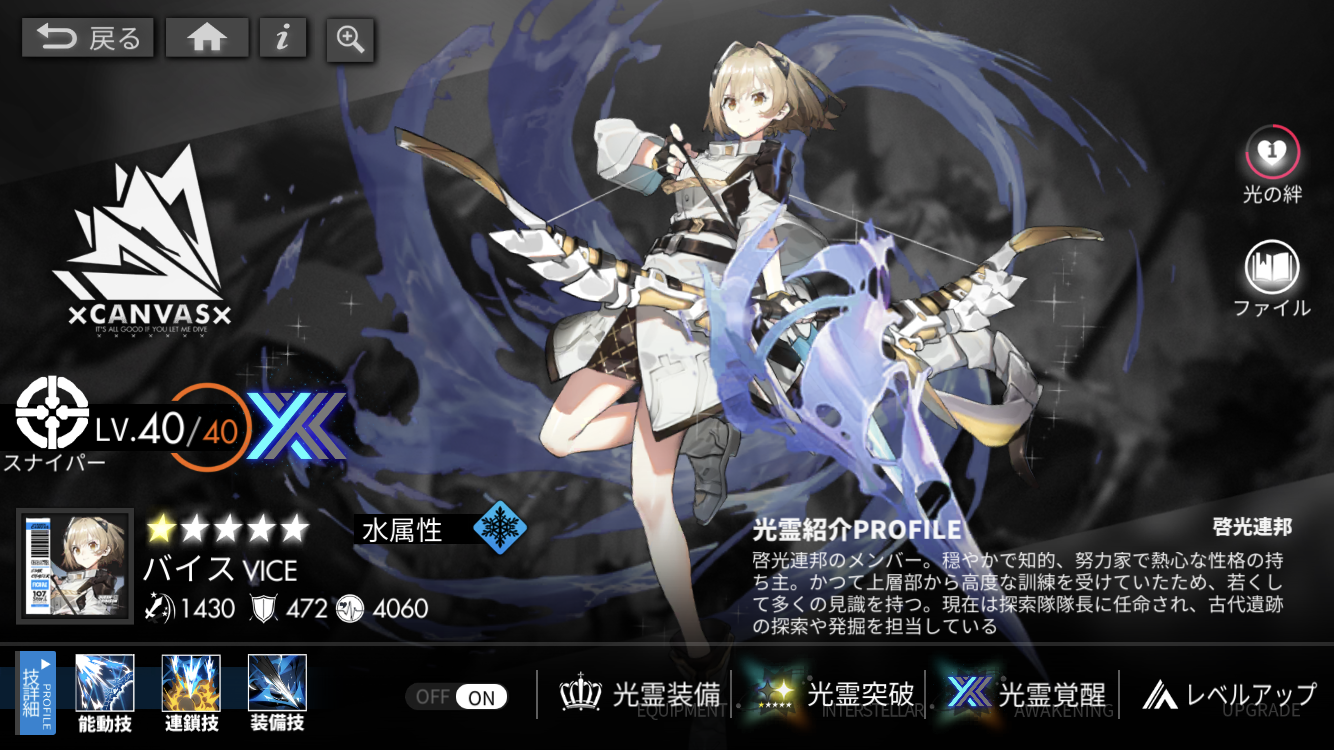 戻る
i
1
光の絆
ファイル
×CANVAS×
IT'S ALL GOOD IF YOU LET ME DIVE
LV.40/40
スナイパー
水属性
バイス VICE
1430 472 4060
光霊紹介PROFILE
啓光連邦
啓光連邦のメンバー。穏やかで知的、努力家で熱心な性格の持
ち主。かつて上層部から高度な訓練を受けていたため、若くし
て多くの見識を持つ。現在は探索隊隊長に任命され、古代遺跡
の探索や発掘を担当している
技詳細
PROFILE
能動技
連鎖技
装備技
OFF ON
光霊装備
EQUIPMENT
光霊突破
INTERSTELLAR
光霊覚醒
AWAKENING
レベルアップ
UPGRADE